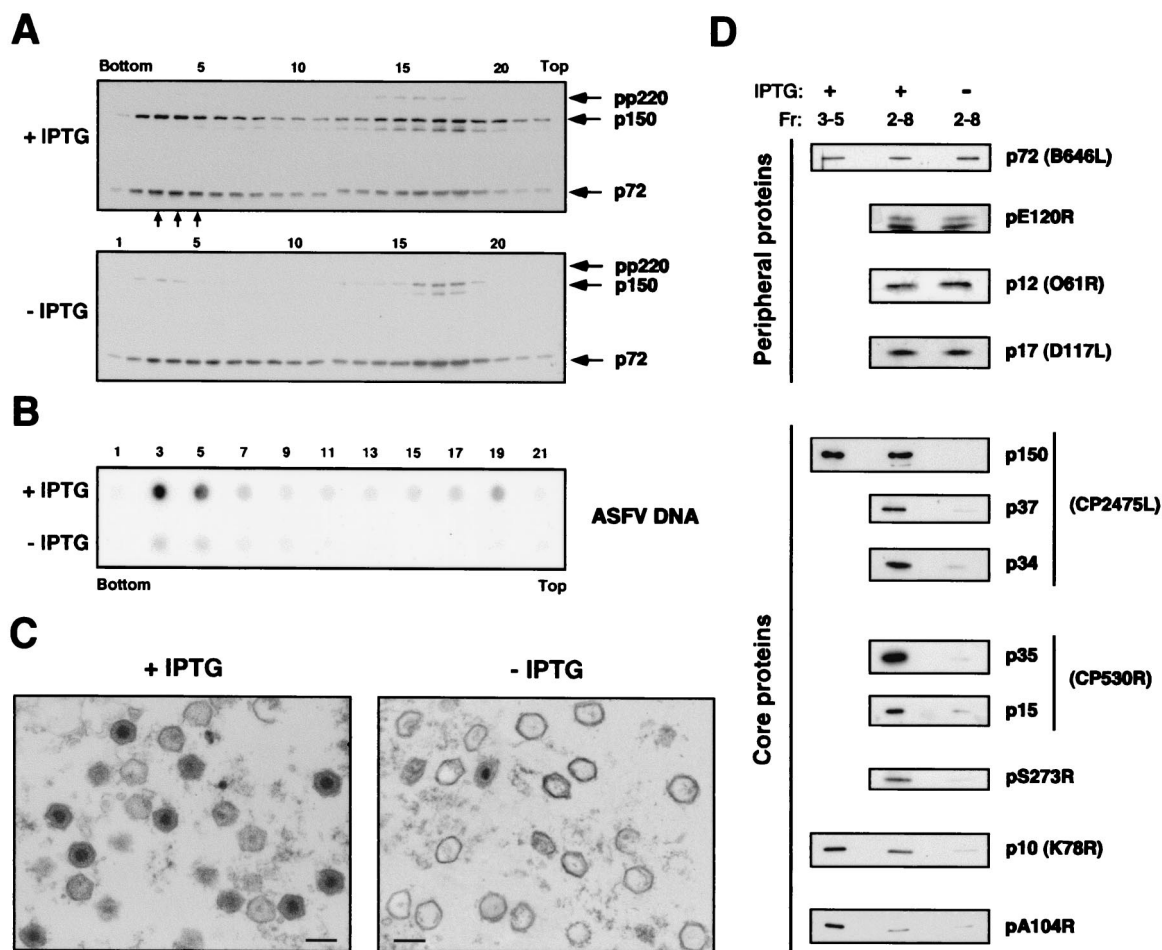 A
Bottom 5 10 15 20 Top
+ IPTG
pp220
p150
p72
1 5 10 15 20
- IPTG
pp220
p150
p72
B
1 3 5 7 9 11 13 15 17 19 21
+ IPTG
- IPTG
ASFV DNA
Bottom Top
C
+ IPTG - IPTG
D
IPTG: + + -
Fr: 3-5 2-8 2-8
Peripheral proteins
p72 (B646L)
pE120R
p12 (O61R)
p17 (D117L)
Core proteins
p150
p37
(CP2475L)
p34
p35
(CP530R)
p15
pS273R
p10 (K78R)
pA104R